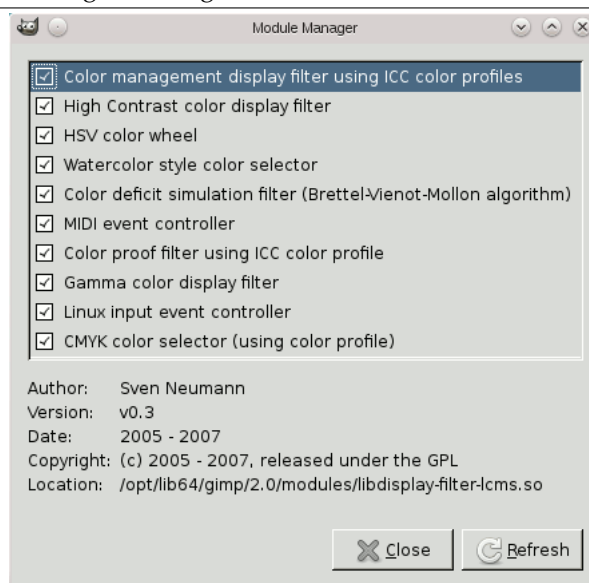 Module Manager
Color management display filter using ICC color profiles
High Contrast color display filter
HSV color wheel
Watercolor style color selector
Color deficit simulation filter (Brettel-Vienot-Mollon algorithm)
MIDI event controller
Color proof filter using ICC color profile
Gamma color display filter
Linux input event controller
CMYK color selector (using color profile)
Author: Sven Neumann
Version: v0.3
Date: 2005 - 2007
Copyright: (c) 2005 - 2007, released under the GPL
Location: /opt/lib64/gimp/2.0/modules/libdisplay-filter-lcms.so
Close Refresh